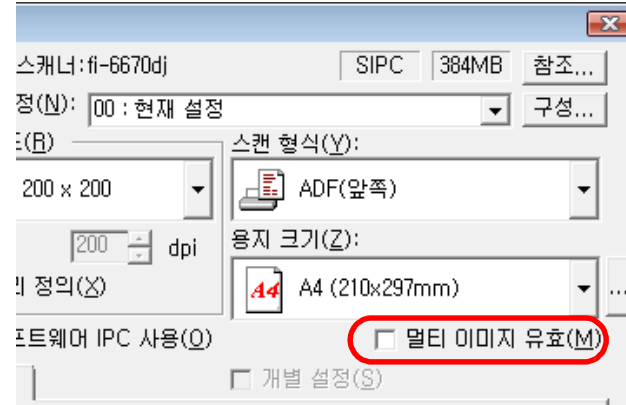 스캐너:fi-6670dj SIPC 384MB 참조...
정(N): 00 : 현재 설정 구성...
(R) 스캔 형식(Y):
200 x 200 ADF(앞쪽)
200 dpi 용지 크기(Z):
정의(X) A4 A4 (210x297mm) ...
프트웨어 IPC 사용(O) 멀티 이미지 유효(M)
개별 설정(S)